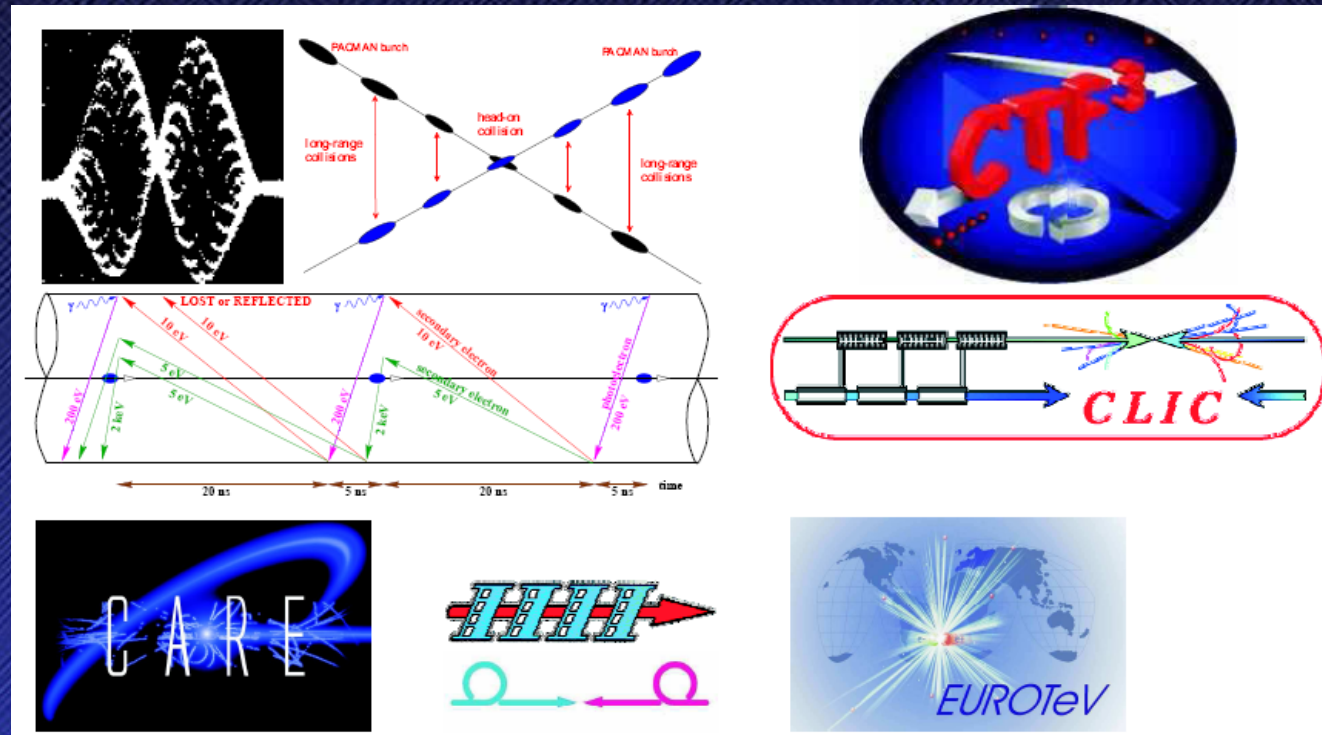 PACMAN bunch
PACMAN bunch
head-on
collision
long-range
collisions
long-range
collisions
CTF3
γ
LOST or REFLECTED
γ
γ
10 eV
10 eV
secondary electron
10 eV
5 eV
5 eV
secondary electron
5 eV
200 eV
2 keV
200 eV
2 keV
photoelectron
200 eV
20 ns
5 ns
20 ns
5 ns
time
CLIC
CARE
EUROTeV